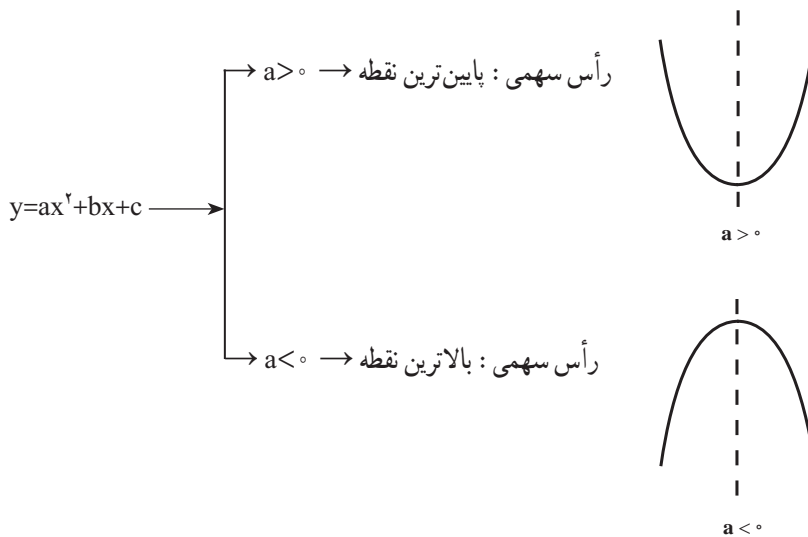 a>۰ → رأس سهمی : پایین‌ترین نقطه
a > ۰
y=ax۲+bx+c
a<۰ → رأس سهمی : بالاترین نقطه
a < ۰